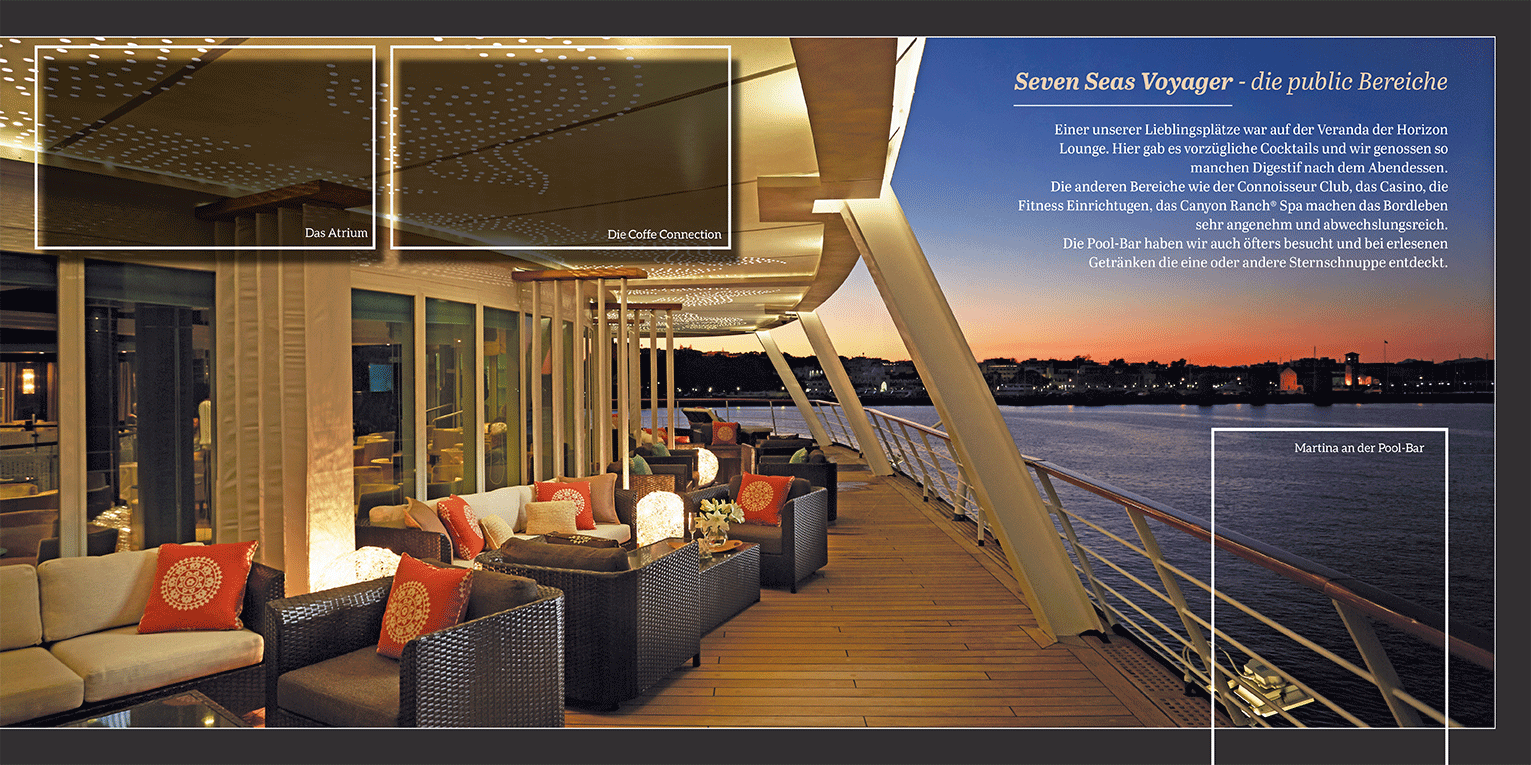 Seven Seas Voyager - die public Bereiche
Einer unserer Lieblingsplätze war auf der Veranda der Horizon
Lounge. Hier gab es vorzügliche Cocktails und wir genossen so
manchen Digestif nach dem Abendessen.
Die anderen Bereiche wie der Connoisseur Club, das Casino, die
Fitness Einrichtugen, das Canyon Ranch® Spa machen das Bordleben
sehr angenehm und abwechslungsreich.
Die Pool-Bar haben wir auch öfters besucht und bei erlesenen
Getränken die eine oder andere Sternschnuppe entdeckt.
Das Atrium
Die Coffe Connection
Martina an der Pool-Bar